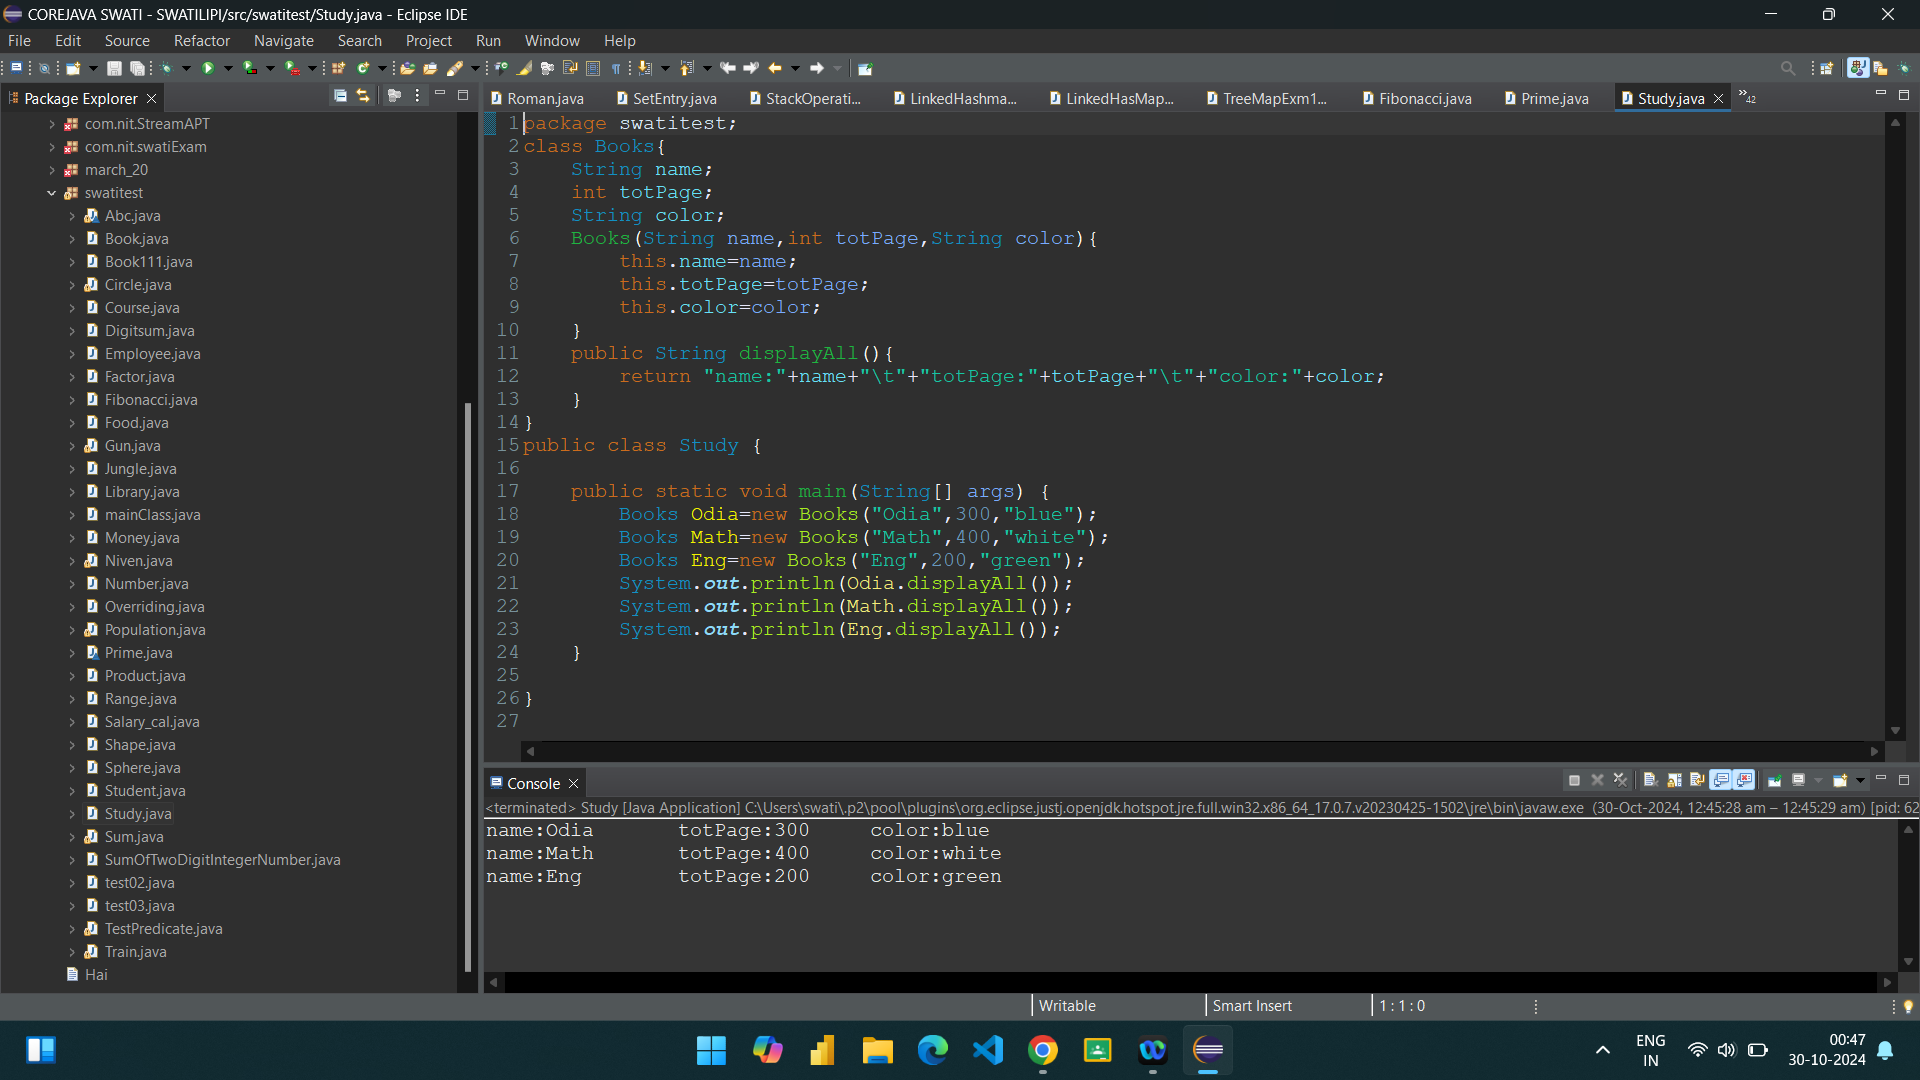 COREJAVA SWATI - SWATILIPI/src/swatitest/Study.java - Eclipse IDE
File Edit Source Refactor Navigate Search Project Run Window Help
Package Explorer
com.nit.StreamAPT
com.nit.swatiExam
march_20
swatitest
Abc.java
Book.java
Book111.java
Circle.java
Course.java
Digitsum.java
Employee.java
Factor.java
Fibonacci.java
Food.java
Gun.java
Jungle.java
Library.java
mainClass.java
Money.java
Niven.java
Number.java
Overriding.java
Population.java
Prime.java
Product.java
Range.java
Salary_cal.java
Shape.java
Sphere.java
Student.java
Study.java
Sum.java
SumOfTwoDigitIntegerNumber.java
test02.java
test03.java
TestPredicate.java
Train.java
Hai
Roman.java SetEntry.java StackOperati... LinkedHashma... LinkedHasMap... TreeMapExm1... Fibonacci.java Prime.java Study.java »42
1 package swatitest;
2 class Books{
3 String name;
4 int totPage;
5 String color;
6 Books(String name,int totPage,String color){
7 this.name=name;
8 this.totPage=totPage;
9 this.color=color;
10 }
11 public String displayAll(){
12 return "name:"+name+"\t"+"totPage:"+totPage+"\t"+"color:"+color;
13 }
14 }
15 public class Study {
16
17 public static void main(String[] args) {
18 Books Odia=new Books("Odia",300,"blue");
19 Books Math=new Books("Math",400,"white");
20 Books Eng=new Books("Eng",200,"green");
21 System.out.println(Odia.displayAll());
22 System.out.println(Math.displayAll());
23 System.out.println(Eng.displayAll());
24 }
25
26 }
27
Console
<terminated> Study [Java Application] C:\Users\swati\.p2\pool\plugins\org.eclipse.justj.openjdk.hotspot.jre.full.win32.x86_64_17.0.7.v20230425-1502\jre\bin\javaw.exe (30-Oct-2024, 12:45:28 am – 12:45:29 am) [pid: 62
name:Odia totPage:300 color:blue
name:Math totPage:400 color:white
name:Eng totPage:200 color:green
Writable Smart Insert 1 : 1 : 0
ENG
IN
00:47
30-10-2024